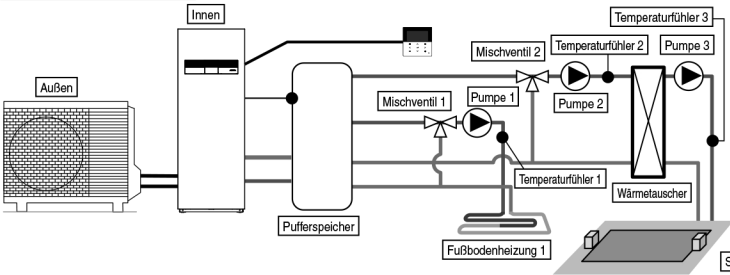 Innen
Temperaturfühler 3
Mischventil 2
Temperaturfühler 2
Pumpe 3
Außen
Mischventil 1
Pumpe 1
Pumpe 2
Temperaturfühler 1
Wärmetauscher
Pufferspeicher
Fußbodenheizung 1
S